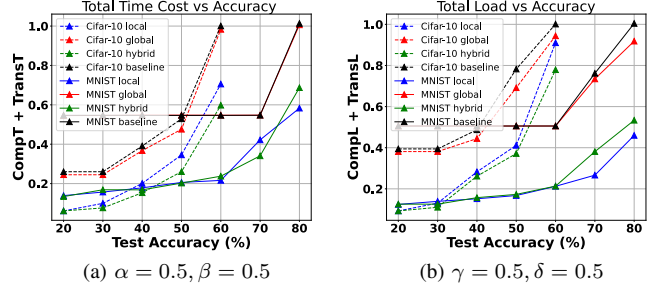 Total Time Cost vs Accuracy
CompT + TransT
1.0
0.8
0.6
0.4
0.2
Cifar-10 local
Cifar-10 global
Cifar-10 hybrid
Cifar-10 baseline
MNIST local
MNIST global
MNIST hybrid
MNIST baseline
20 30 40 50 60 70 80
Test Accuracy (%)
(a) α = 0.5, β = 0.5
Total Load vs Accuracy
CompL + TransL
1.0
0.8
0.6
0.4
0.2
Cifar-10 local
Cifar-10 global
Cifar-10 hybrid
Cifar-10 baseline
MNIST local
MNIST global
MNIST hybrid
MNIST baseline
20 30 40 50 60 70 80
Test Accuracy (%)
(b) γ = 0.5, δ = 0.5